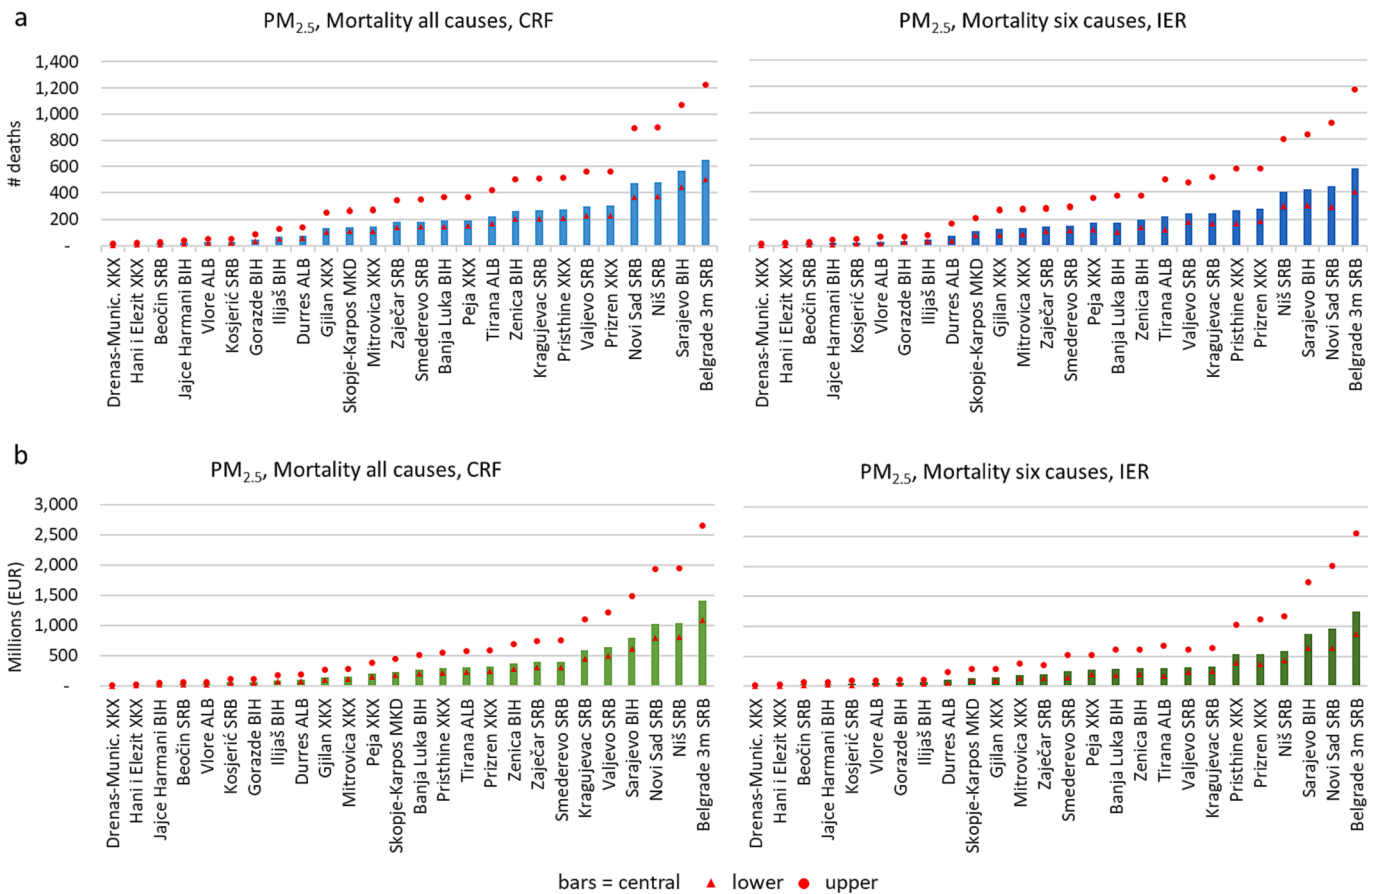 a
PM2.5, Mortality all causes, CRF
PM2.5, Mortality six causes, IER
# deaths
1,400
1,200
1,000
800
600
400
200
-
Drenas-Munic. XKX
Hani i Elezit XKX
Beočin SRB
Jajce Harmani BIH
Vlore ALB
Kosjerić SRB
Gorazde BIH
Ilijaš BIH
Durres ALB
Gjilan XKX
Skopje-Karpos MKD
Mitrovica XKX
Zaječar SRB
Smederevo SRB
Banja Luka BIH
Peja XKX
Tirana ALB
Zenica BIH
Kragujevac SRB
Pristhine XKX
Valjevo SRB
Prizren XKX
Novi Sad SRB
Niš SRB
Sarajevo BIH
Belgrade 3m SRB
Drenas-Munic. XKX
Hani i Elezit XKX
Beočin SRB
Jajce Harmani BIH
Kosjerić SRB
Vlore ALB
Gorazde BIH
Ilijaš BIH
Durres ALB
Skopje-Karpos MKD
Gjilan XKX
Mitrovica XKX
Zaječar SRB
Smederevo SRB
Peja XKX
Banja Luka BIH
Zenica BIH
Tirana ALB
Valjevo SRB
Kragujevac SRB
Pristhine XKX
Prizren XKX
Niš SRB
Sarajevo BIH
Novi Sad SRB
Belgrade 3m SRB
b
PM2.5, Mortality all causes, CRF
PM2.5, Mortality six causes, IER
Millions (EUR)
3,000
2,500
2,000
1,500
1,000
500
-
Drenas-Munic. XKX
Hani i Elezit XKX
Jajce Harmani BIH
Beočin SRB
Vlore ALB
Kosjerić SRB
Gorazde BIH
Ilijaš BIH
Durres ALB
Gjilan XKX
Mitrovica XKX
Peja XKX
Skopje-Karpos MKD
Banja Luka BIH
Pristhine XKX
Tirana ALB
Prizren XKX
Zenica BIH
Zaječar SRB
Smederevo SRB
Kragujevac SRB
Valjevo SRB
Sarajevo BIH
Novi Sad SRB
Niš SRB
Belgrade 3m SRB
Drenas-Munic. XKX
Hani i Elezit XKX
Beočin SRB
Jajce Harmani BIH
Kosjerić SRB
Vlore ALB
Gorazde BIH
Ilijaš BIH
Durres ALB
Skopje-Karpos MKD
Gjilan XKX
Mitrovica XKX
Zaječar SRB
Smederevo SRB
Peja XKX
Banja Luka BIH
Zenica BIH
Tirana ALB
Valjevo SRB
Kragujevac SRB
Pristhine XKX
Prizren XKX
Niš SRB
Sarajevo BIH
Novi Sad SRB
Belgrade 3m SRB
bars = central lower upper